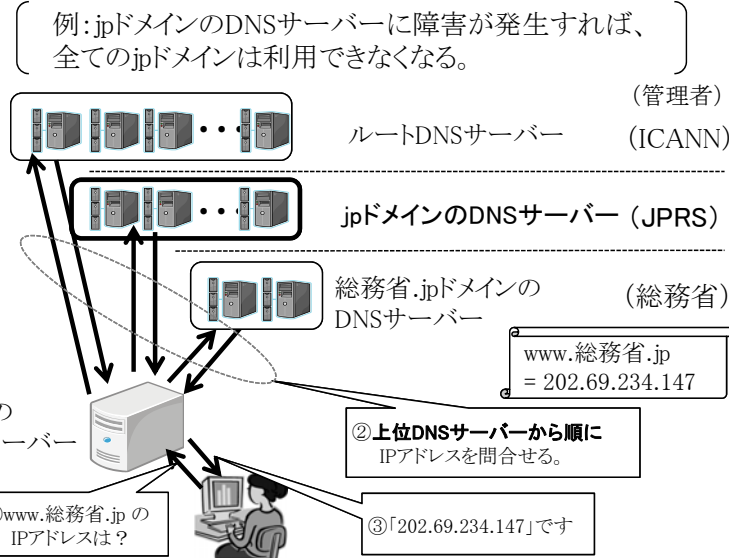 例：jpドメインのDNSサーバーに障害が発生すれば、
全てのjpドメインは利用できなくなる。
（管理者）
ルートDNSサーバー
（ICANN）
jpドメインのDNSサーバー
（JPRS）
総務省.jpドメインの
DNSサーバー
（総務省）
www.総務省.jp
= 202.69.234.147
の
ーバー
②上位DNSサーバーから順に
IPアドレスを問合せる。
www.総務省.jp の
IPアドレスは？
③「202.69.234.147」です